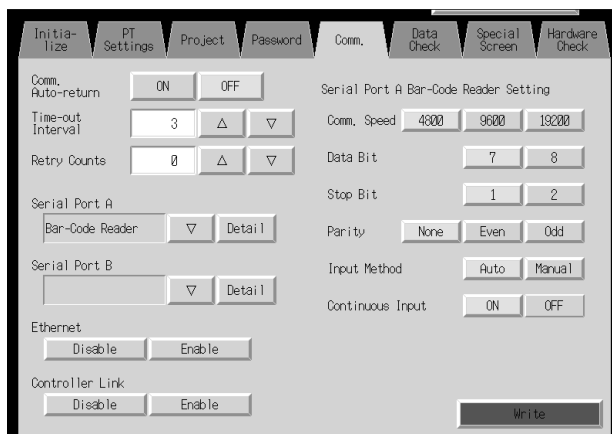 Initia-
lize
PT
Settings
Project
Password
Comm.
Data
Check
Special
Screen
Hardware
Check
Comm.
Auto-return
ON
OFF
Time-out
Interval
3
△
▽
Retry Counts
0
△
▽
Serial Port A
Bar-Code Reader
▽
Detail
Serial Port B
▽
Detail
Ethernet
Disable
Enable
Controller Link
Disable
Enable
Serial Port A Bar-Code Reader Setting
Comm. Speed
4800
9600
19200
Data Bit
7
8
Stop Bit
1
2
Parity
None
Even
Odd
Input Method
Auto
Manual
Continuous Input
ON
OFF
Write